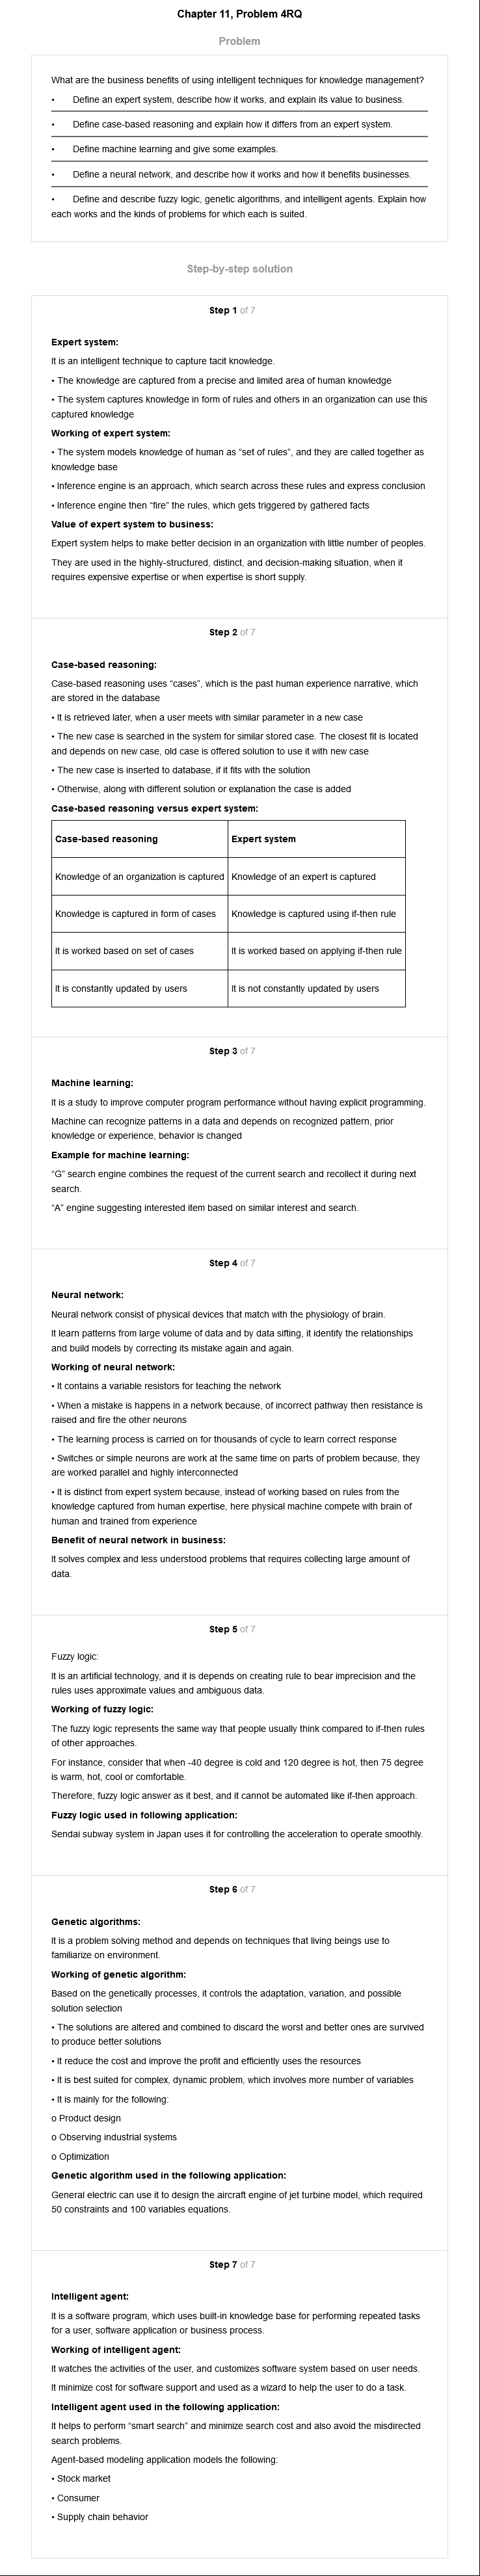 Chapter 11, Problem 4RQ
Problem
What are the business benefits of using intelligent techniques for knowledge management?
• Define an expert system, describe how it works, and explain its value to business.
• Define case-based reasoning and explain how it differs from an expert system.
• Define machine learning and give some examples.
• Define a neural network, and describe how it works and how it benefits businesses.
• Define and describe fuzzy logic, genetic algorithms, and intelligent agents. Explain how
each works and the kinds of problems for which each is suited.
Step-by-step solution
Step 1 of 7
Expert system:
It is an intelligent technique to capture tacit knowledge.
• The knowledge are captured from a precise and limited area of human knowledge
• The system captures knowledge in form of rules and others in an organization can use this
captured knowledge
Working of expert system:
• The system models knowledge of human as “set of rules”, and they are called together as
knowledge base
• Inference engine is an approach, which search across these rules and express conclusion
• Inference engine then “fire” the rules, which gets triggered by gathered facts
Value of expert system to business:
Expert system helps to make better decision in an organization with little number of peoples.
They are used in the highly-structured, distinct, and decision-making situation, when it
requires expensive expertise or when expertise is short supply.
Step 2 of 7
Case-based reasoning:
Case-based reasoning uses “cases”, which is the past human experience narrative, which
are stored in the database
• It is retrieved later, when a user meets with similar parameter in a new case
• The new case is searched in the system for similar stored case. The closest fit is located
and depends on new case, old case is offered solution to use it with new case
• The new case is inserted to database, if it fits with the solution
• Otherwise, along with different solution or explanation the case is added
Case-based reasoning versus expert system:
Case-based reasoning Expert system
Knowledge of an organization is captured Knowledge of an expert is captured
Knowledge is captured in form of cases Knowledge is captured using if-then rule
It is worked based on set of cases It is worked based on applying if-then rule
It is constantly updated by users It is not constantly updated by users
Step 3 of 7
Machine learning:
It is a study to improve computer program performance without having explicit programming.
Machine can recognize patterns in a data and depends on recognized pattern, prior
knowledge or experience, behavior is changed
Example for machine learning:
“G” search engine combines the request of the current search and recollect it during next
search.
“A” engine suggesting interested item based on similar interest and search.
Step 4 of 7
Neural network:
Neural network consist of physical devices that match with the physiology of brain.
It learn patterns from large volume of data and by data sifting, it identify the relationships
and build models by correcting its mistake again and again.
Working of neural network:
• It contains a variable resistors for teaching the network
• When a mistake is happens in a network because, of incorrect pathway then resistance is
raised and fire the other neurons
• The learning process is carried on for thousands of cycle to learn correct response
• Switches or simple neurons are work at the same time on parts of problem because, they
are worked parallel and highly interconnected
• It is distinct from expert system because, instead of working based on rules from the
knowledge captured from human expertise, here physical machine compete with brain of
human and trained from experience
Benefit of neural network in business:
It solves complex and less understood problems that requires collecting large amount of
data.
Step 5 of 7
Fuzzy logic:
It is an artificial technology, and it is depends on creating rule to bear imprecision and the
rules uses approximate values and ambiguous data.
Working of fuzzy logic:
The fuzzy logic represents the same way that people usually think compared to if-then rules
of other approaches.
For instance, consider that when -40 degree is cold and 120 degree is hot, then 75 degree
is warm, hot, cool or comfortable.
Therefore, fuzzy logic answer as it best, and it cannot be automated like if-then approach.
Fuzzy logic used in following application:
Sendai subway system in Japan uses it for controlling the acceleration to operate smoothly.
Step 6 of 7
Genetic algorithms:
It is a problem solving method and depends on techniques that living beings use to
familiarize on environment.
Working of genetic algorithm:
Based on the genetically processes, it controls the adaptation, variation, and possible
solution selection
• The solutions are altered and combined to discard the worst and better ones are survived
to produce better solutions
• It reduce the cost and improve the profit and efficiently uses the resources
• It is best suited for complex, dynamic problem, which involves more number of variables
• It is mainly for the following:
o Product design
o Observing industrial systems
o Optimization
Genetic algorithm used in the following application:
General electric can use it to design the aircraft engine of jet turbine model, which required
50 constraints and 100 variables equations.
Step 7 of 7
Intelligent agent:
It is a software program, which uses built-in knowledge base for performing repeated tasks
for a user, software application or business process.
Working of intelligent agent:
It watches the activities of the user, and customizes software system based on user needs.
It minimize cost for software support and used as a wizard to help the user to do a task.
Intelligent agent used in the following application:
It helps to perform “smart search” and minimize search cost and also avoid the misdirected
search problems.
Agent-based modeling application models the following:
• Stock market
• Consumer
• Supply chain behavior